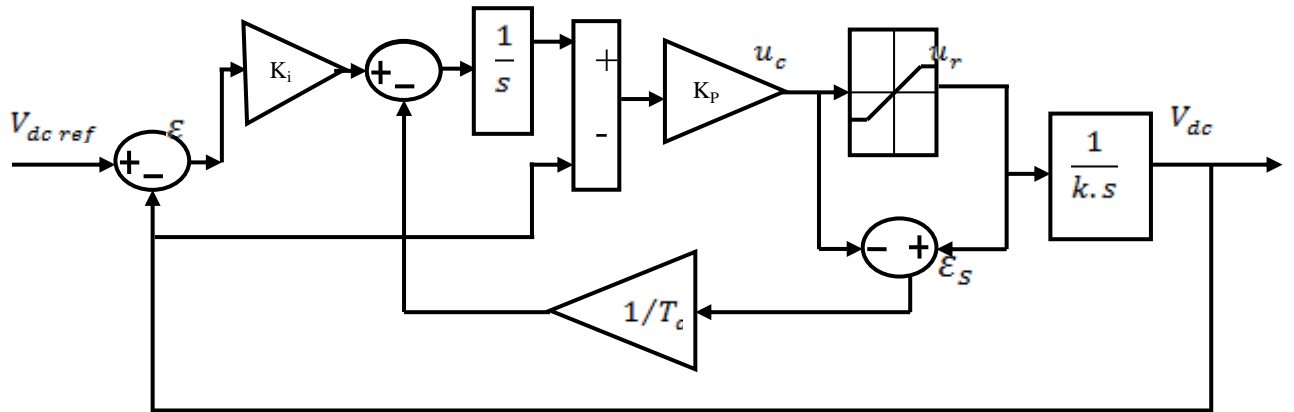 V_dc ref
+
−
ε
K_i
+
−
1/s
+
-
K_P
u_c
u_r
−
+
ε_s
1/T_c
1/k.s
V_dc